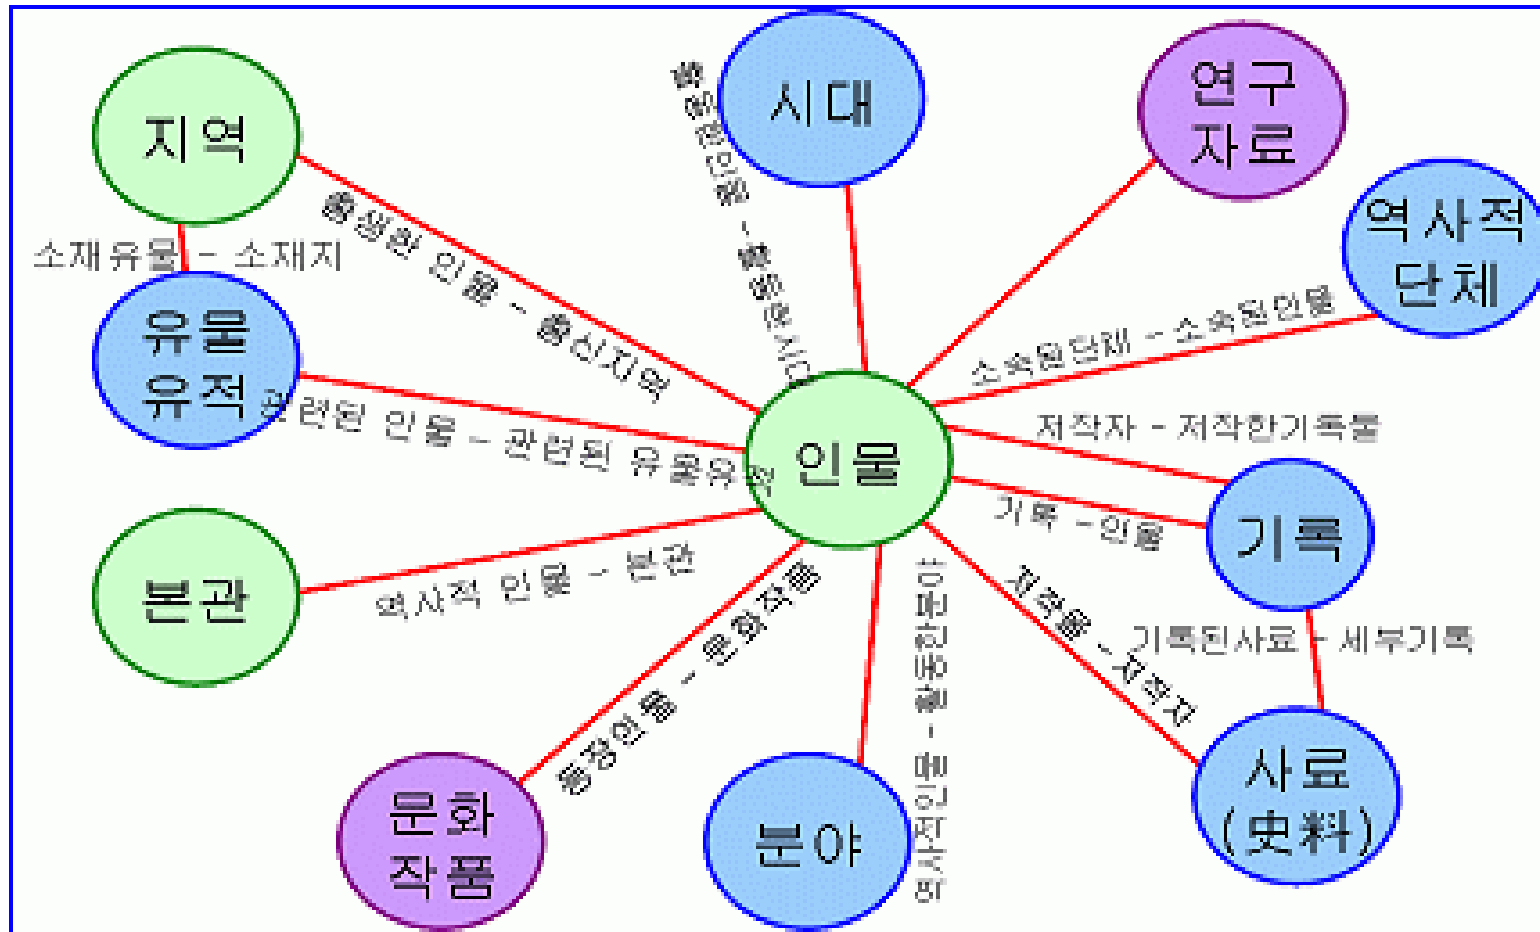 지역
시대
연구
자료
역사적
단체
소재유물 - 소재지
출생한 인물 - 출신지역
소속된단체 - 소속된인물
유물
유적
관련된 인물 - 관련된 유물유적
인물
저작자 - 저작한기록물
기록 - 인물
기록
본관
역사적 인물 - 본관
등장인물 - 문화작품
역사적인물 - 활동한분야
저작물 - 저작자
기록된사료 - 세부기록
문화
작품
분야
사료
(史料)